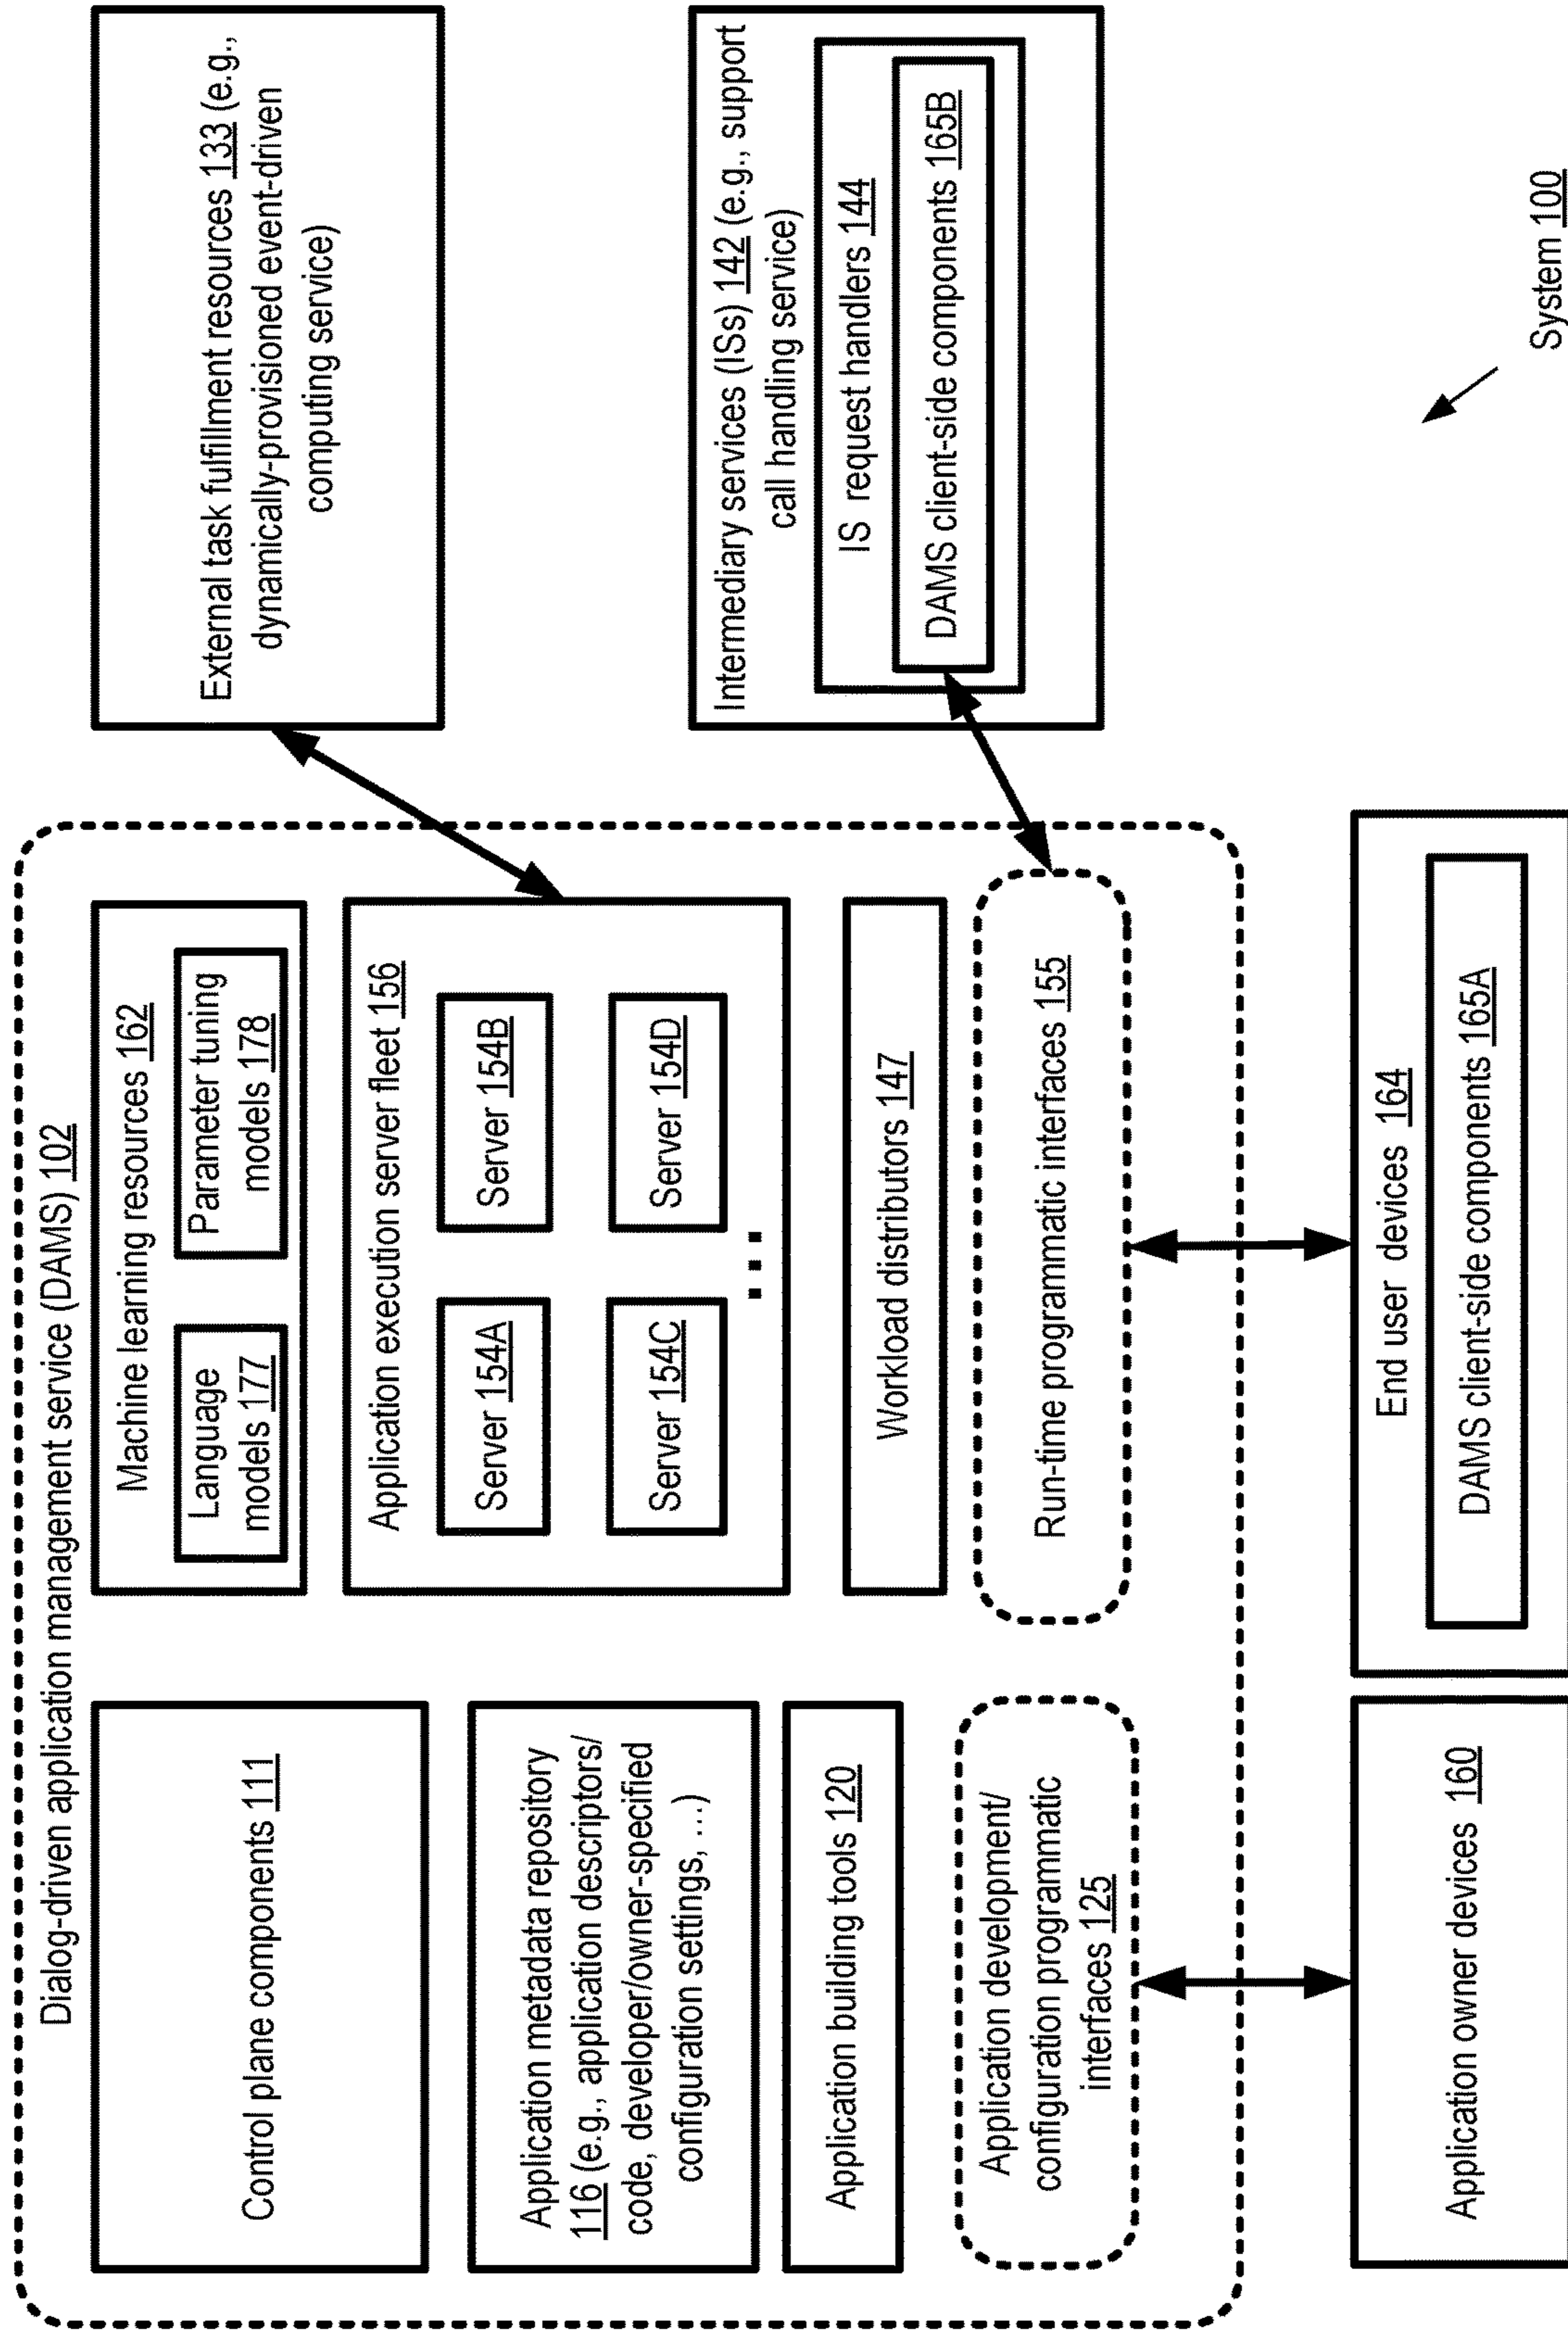 Dialog-driven application management service (DAMS) 102
Control plane components 111
Application metadata repository
116 (e.g., application descriptors/
code, developer/owner-specified
configuration settings, …)
Application building tools 120
Application development/
configuration programmatic
interfaces 125
Machine learning resources 162
Language
models 177
Parameter tuning
models 178
Application execution server fleet 156
Server 154A
Server 154B
Server 154C
Server 154D
...
Workload distributors 147
Run-time programmatic interfaces 155
External task fulfillment resources 133 (e.g.,
dynamically-provisioned event-driven
computing service)
Intermediary services (ISs) 142 (e.g., support
call handling service)
IS request handlers 144
DAMS client-side components 165B
Application owner devices 160
End user devices 164
DAMS client-side components 165A
System 100